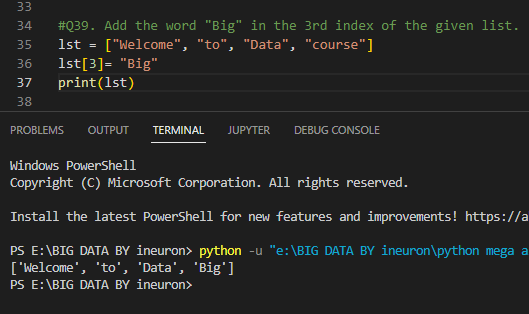 33
34 #Q39. Add the word "Big" in the 3rd index of the given list.
35 lst = ["Welcome", "to", "Data", "course"]
36 lst[3]= "Big"
37 print(lst)
38
PROBLEMS OUTPUT TERMINAL JUPYTER DEBUG CONSOLE
Windows PowerShell
Copyright (C) Microsoft Corporation. All rights reserved.
Install the latest PowerShell for new features and improvements! https://a
PS E:\BIG DATA BY ineuron> python -u "e:\BIG DATA BY ineuron\python mega a
['Welcome', 'to', 'Data', 'Big']
PS E:\BIG DATA BY ineuron>